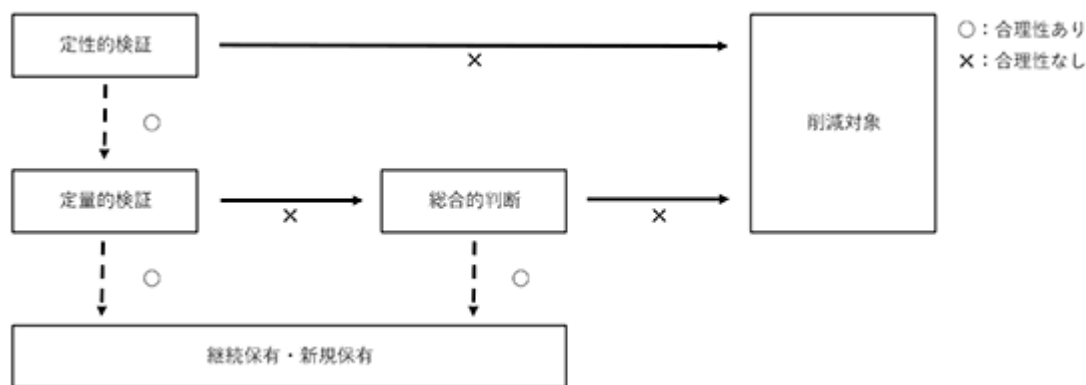 定性的検証
×
○：合理性あり
×：合理性なし
○
削減対象
定量的検証
×
総合的判断
×
○
○
継続保有・新規保有